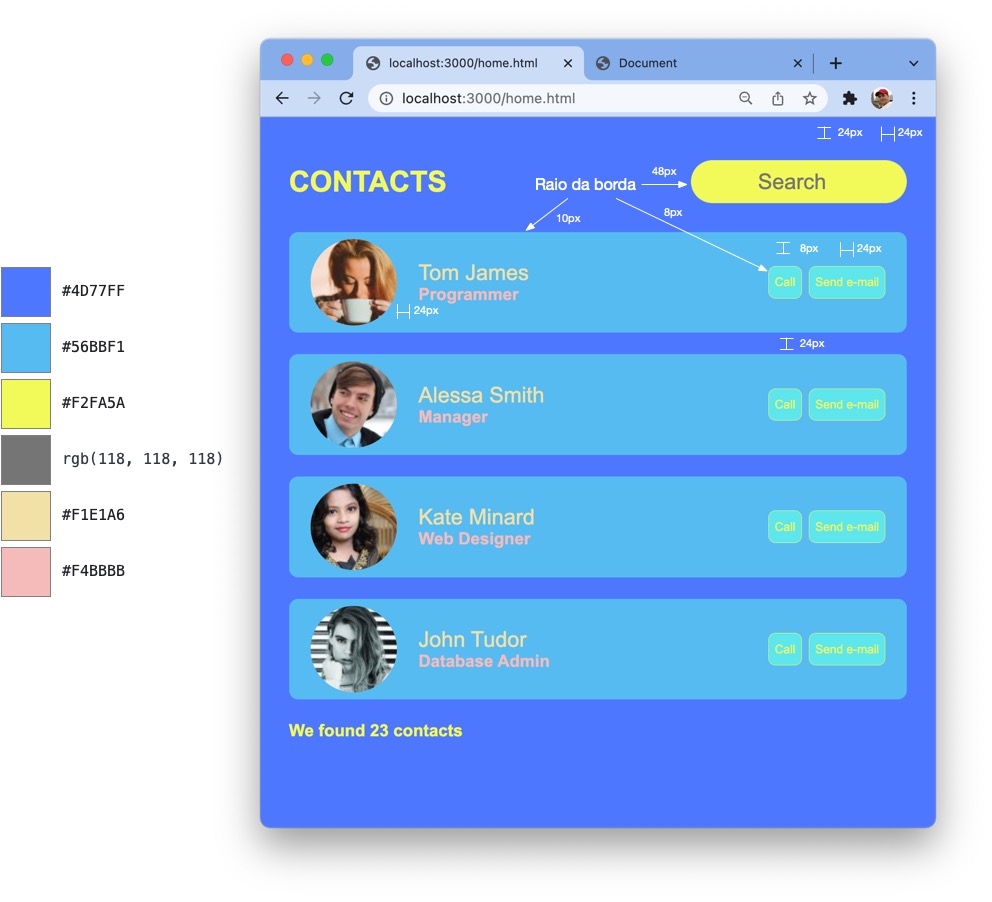 localhost:3000/home.html
Document
localhost:3000/home.html
24px 24px
CONTACTS
Raio da borda
48px
Search
10px
8px
Tom James
Programmer
24px
8px 24px
Call
Send e-mail
24px
Alessa Smith
Manager
Call
Send e-mail
Kate Minard
Web Designer
Call
Send e-mail
John Tudor
Database Admin
Call
Send e-mail
We found 23 contacts
#4D77FF
#56BBF1
#F2FA5A
rgb(118, 118, 118)
#F1E1A6
#F4BBBB